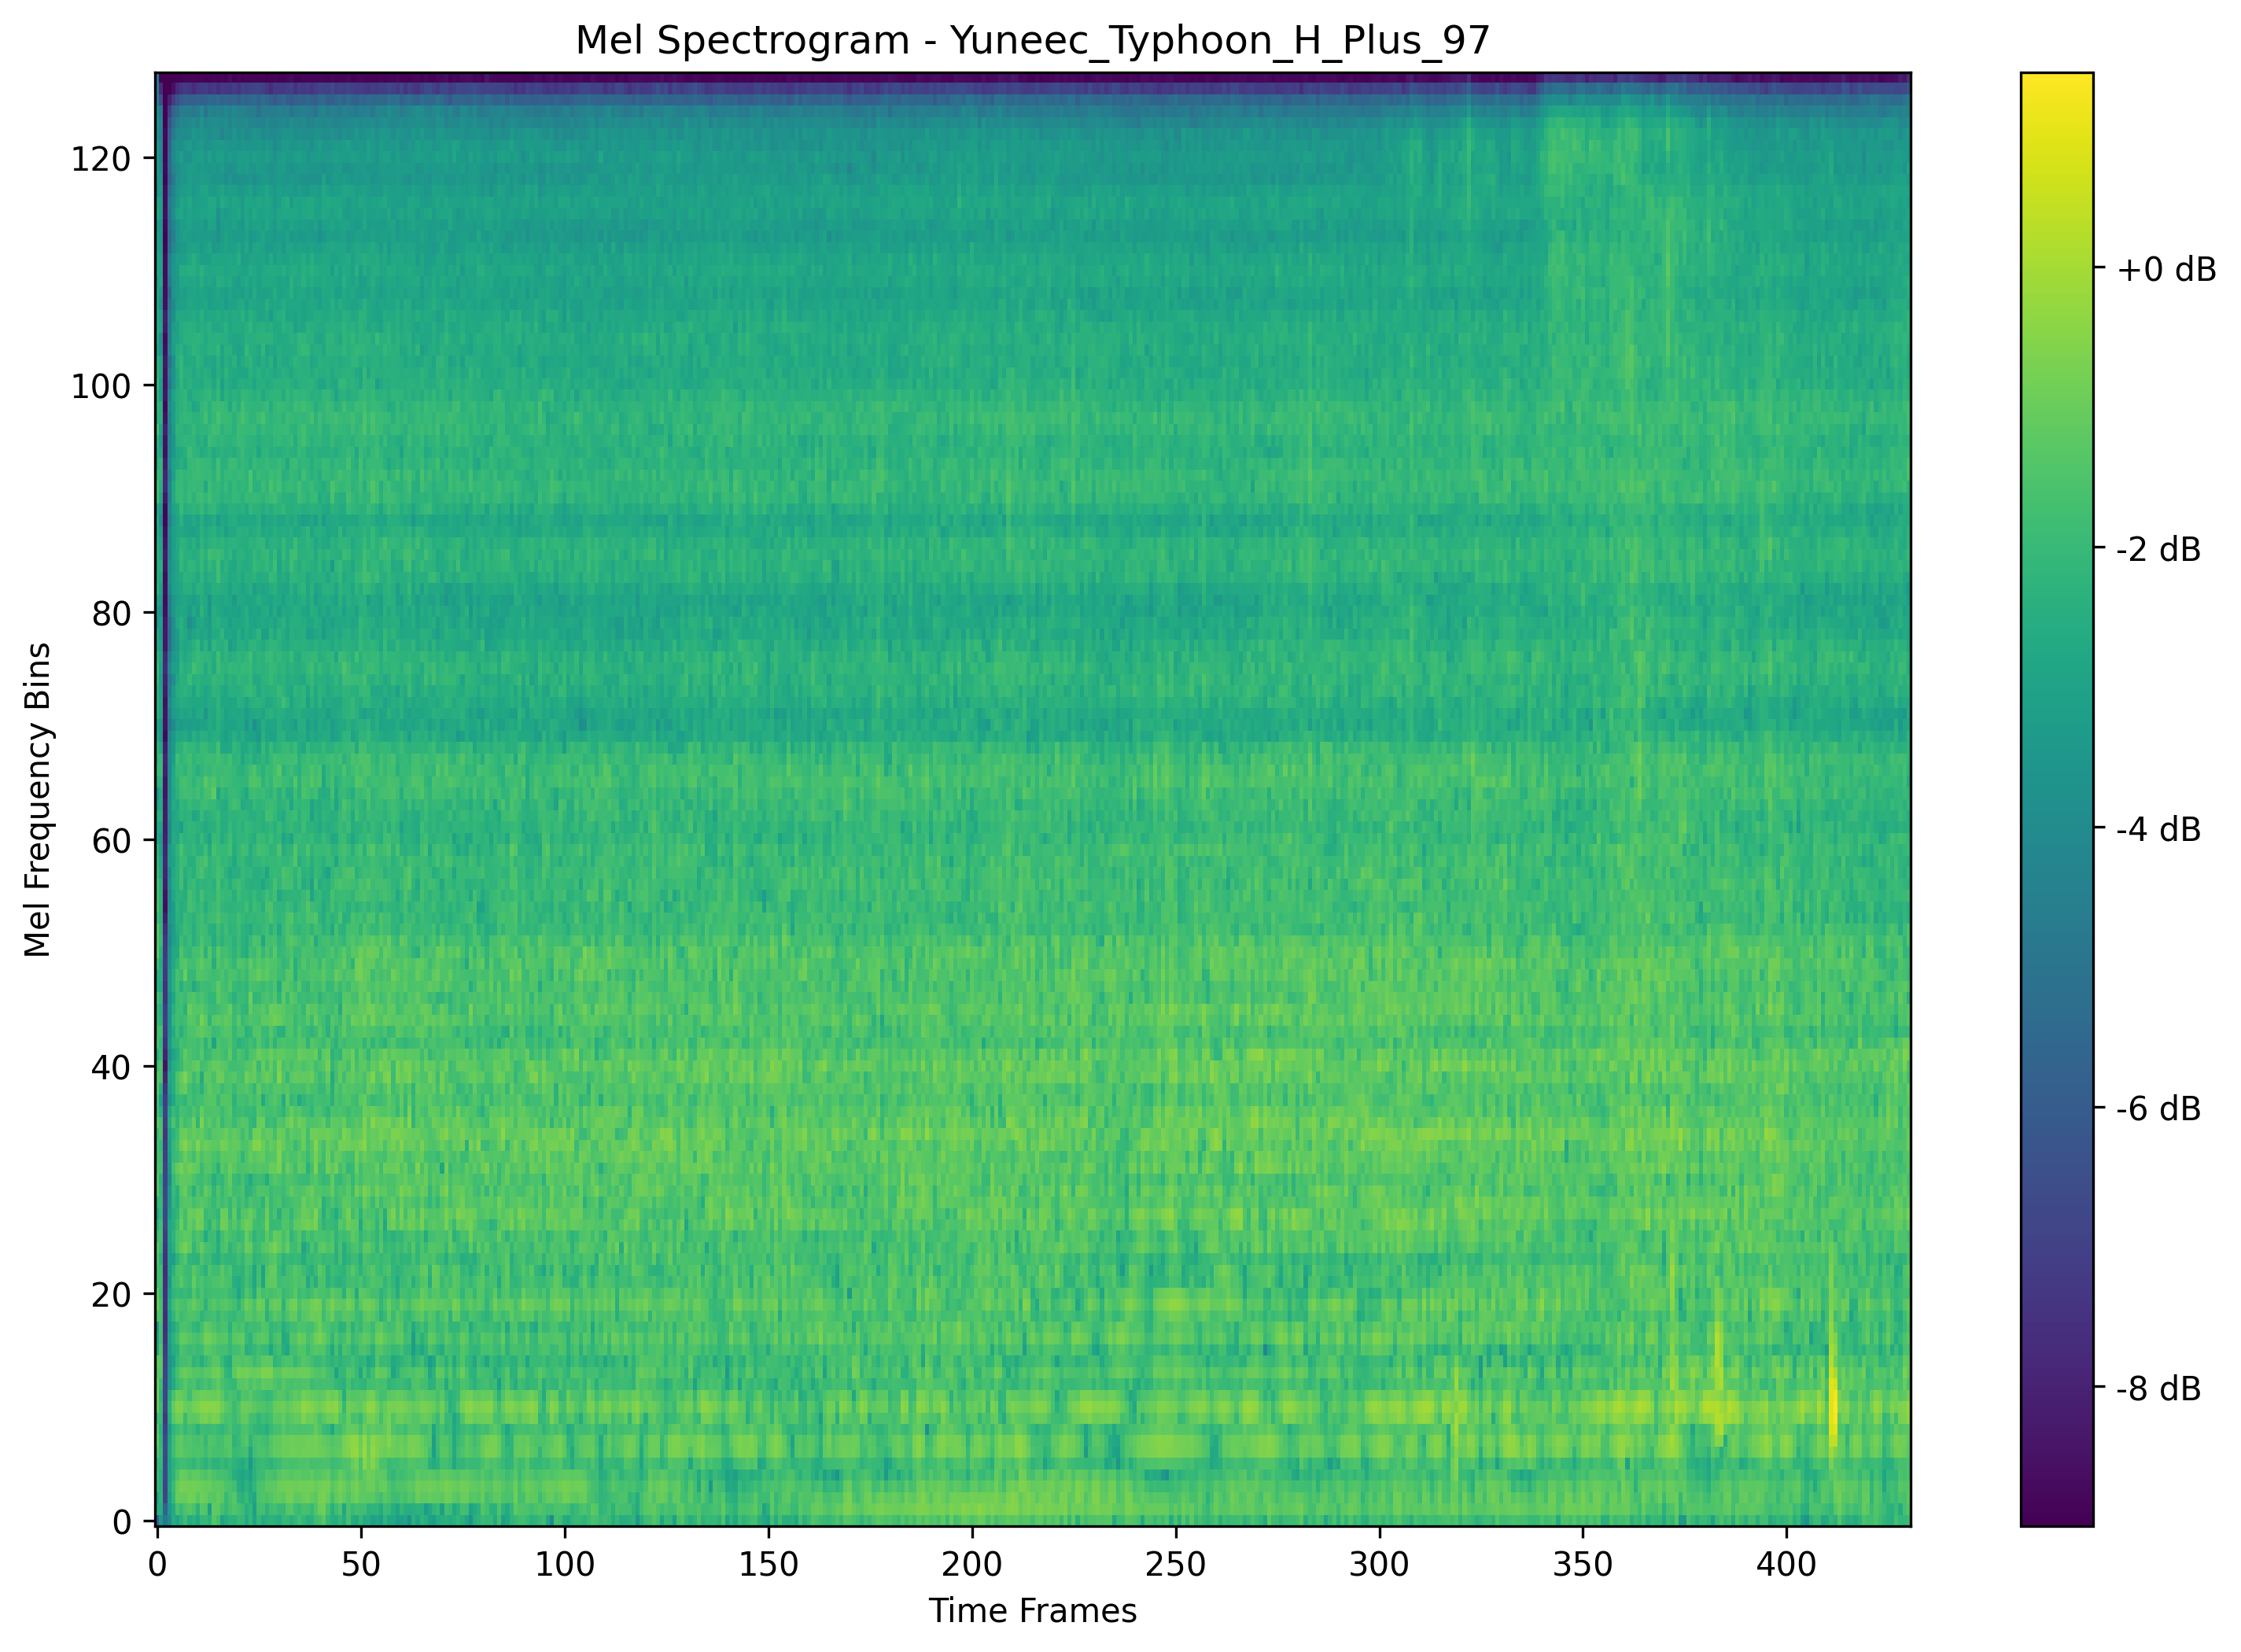 Mel Spectrogram - Yuneec_Typhoon_H_Plus_97
Mel Frequency Bins
120
100
80
60
40
20
0
0 50 100 150 200 250 300 350 400
Time Frames
+0 dB
-2 dB
-4 dB
-6 dB
-8 dB